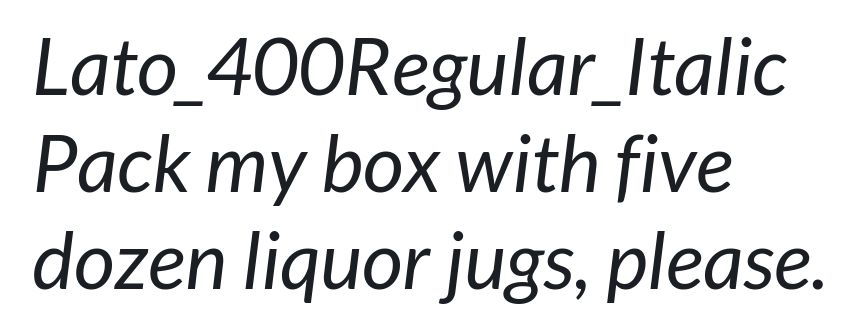 Lato_400Regular_Italic
Pack my box with five
dozen liquor jugs, please.